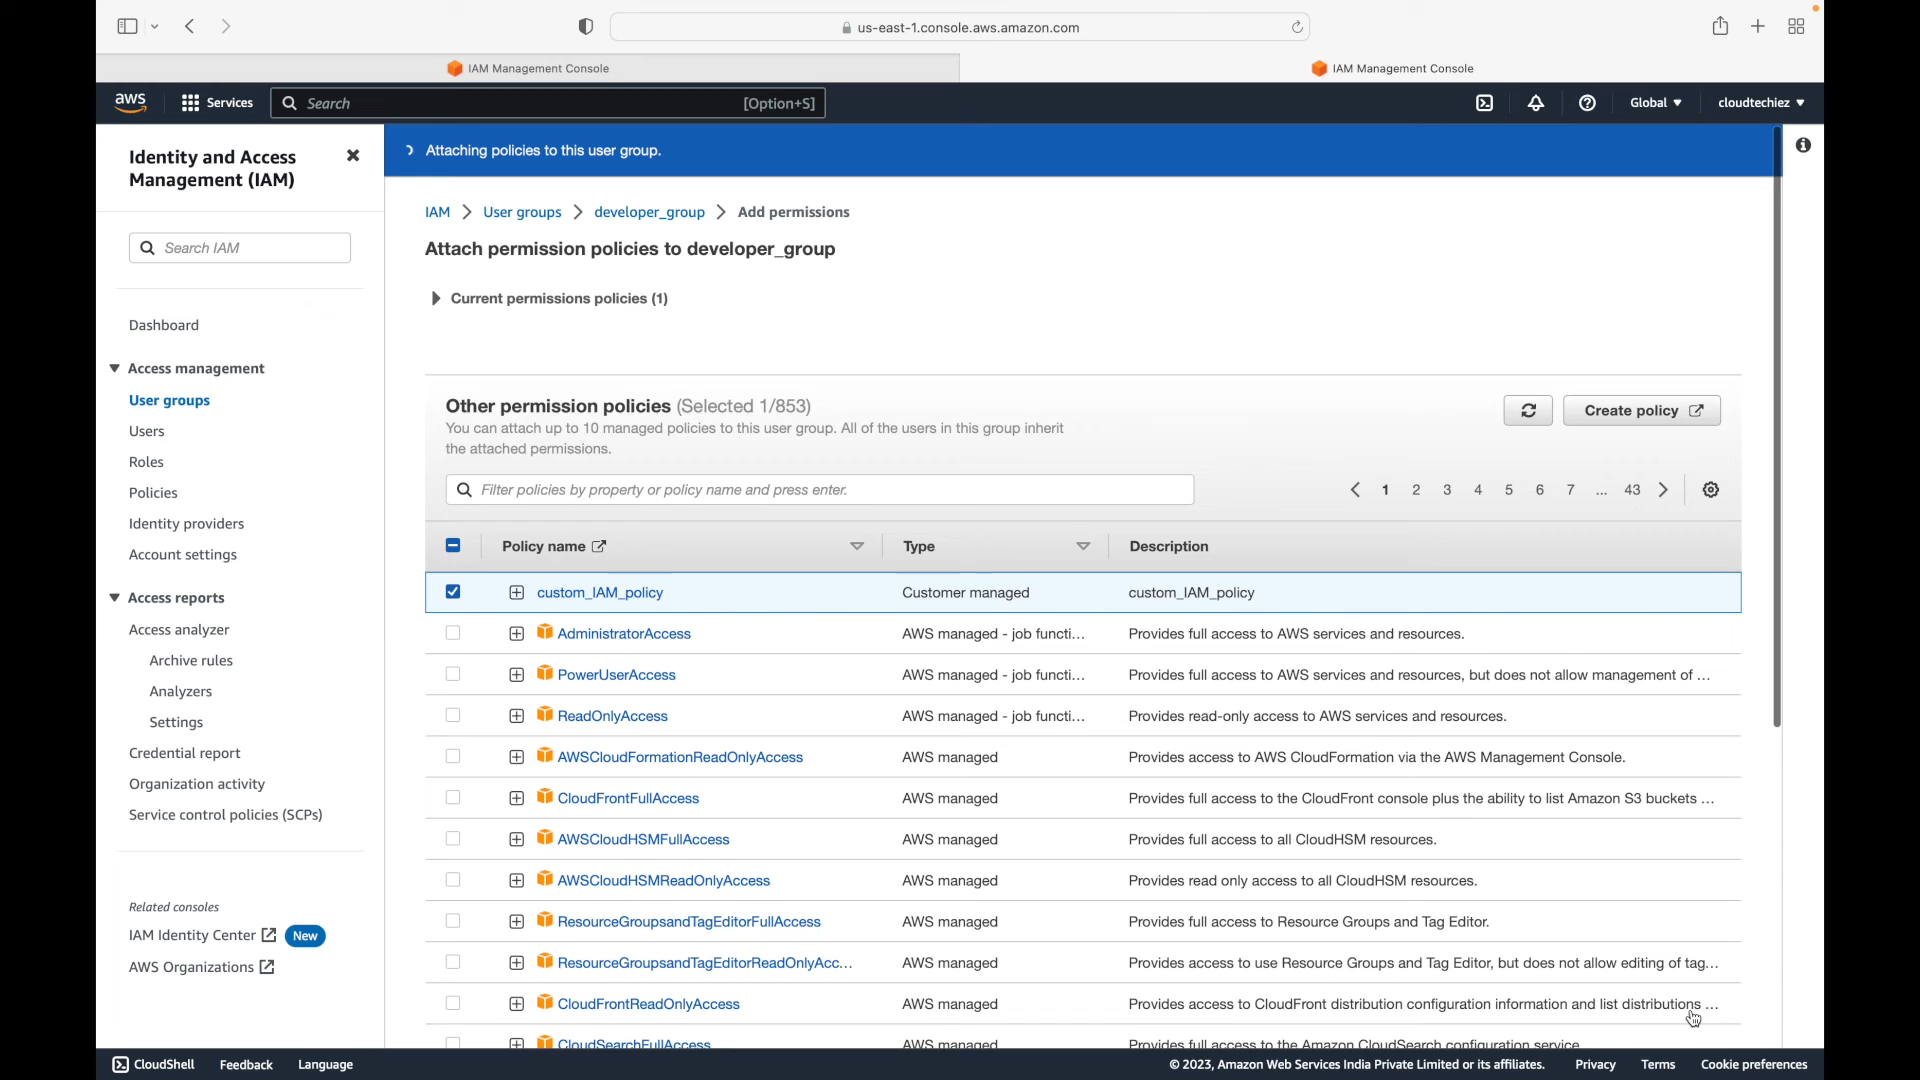 us-east-1.console.aws.amazon.com
IAM Management Console
IAM Management Console
aws
Services
Search
[Option+S]
Global
cloudtechiez
Identity and Access
Management (IAM)
Search IAM
Dashboard
Access management
User groups
Users
Roles
Policies
Identity providers
Account settings
Access reports
Access analyzer
Archive rules
Analyzers
Settings
Credential report
Organization activity
Service control policies (SCPs)
Related consoles
IAM Identity Center New
AWS Organizations
Attaching policies to this user group.
IAM > User groups > developer_group > Add permissions
Attach permission policies to developer_group
Current permissions policies (1)
Other permission policies (Selected 1/853)
You can attach up to 10 managed policies to this user group. All of the users in this group inherit
the attached permissions.
Create policy
Filter policies by property or policy name and press enter.
1 2 3 4 5 6 7 ... 43
Policy name Type Description
custom_IAM_policy Customer managed custom_IAM_policy
AdministratorAccess AWS managed - job functi... Provides full access to AWS services and resources.
PowerUserAccess AWS managed - job functi... Provides full access to AWS services and resources, but does not allow management of ...
ReadOnlyAccess AWS managed - job functi... Provides read-only access to AWS services and resources.
AWSCloudFormationReadOnlyAccess AWS managed Provides access to AWS CloudFormation via the AWS Management Console.
CloudFrontFullAccess AWS managed Provides full access to the CloudFront console plus the ability to list Amazon S3 buckets ...
AWSCloudHSMFullAccess AWS managed Provides full access to all CloudHSM resources.
AWSCloudHSMReadOnlyAccess AWS managed Provides read only access to all CloudHSM resources.
ResourceGroupsandTagEditorFullAccess AWS managed Provides full access to Resource Groups and Tag Editor.
ResourceGroupsandTagEditorReadOnlyAcc... AWS managed Provides access to use Resource Groups and Tag Editor, but does not allow editing of tag...
CloudFrontReadOnlyAccess AWS managed Provides access to CloudFront distribution configuration information and list distributions ...
CloudSearchFullAccess AWS managed Provides full access to the Amazon CloudSearch configuration service.
CloudShell Feedback Language
© 2023, Amazon Web Services India Private Limited or its affiliates. Privacy Terms Cookie preferences